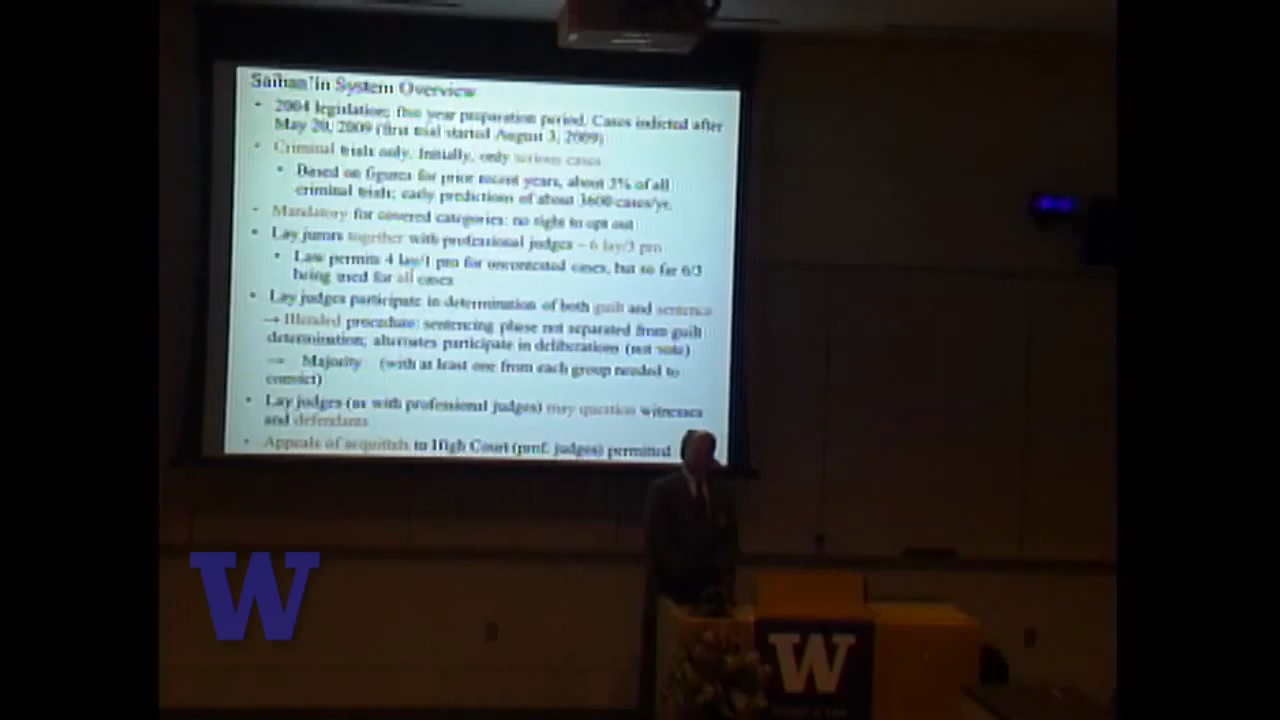 Saiban'in System Overview
• 2004 legislation; five year preparation period. Cases indicted after
May 20, 2009 (first trial started August 3, 2009)
• Criminal trials only. Initially, only serious cases
• Based on figures for prior recent years, about 3% of all
criminal trials; early predictions of about 3600 cases/yr.
• Mandatory for covered categories: no right to opt out
• Lay jurors together with professional judges – 6 lay/3 pro
• Law permits 4 lay/1 pro for uncontested cases, but so far 6/3
being used for all cases
• Lay judges participate in determination of both guilt and sentence
→ Blended procedure: sentencing phase not separated from guilt
determination; alternates participate in deliberations (not vote)
→ Majority (with at least one from each group needed to
convict)
• Lay judges (as with professional judges) may question witnesses
and defendants
• Appeals of acquittals to High Court (prof. judges) permitted
W
W